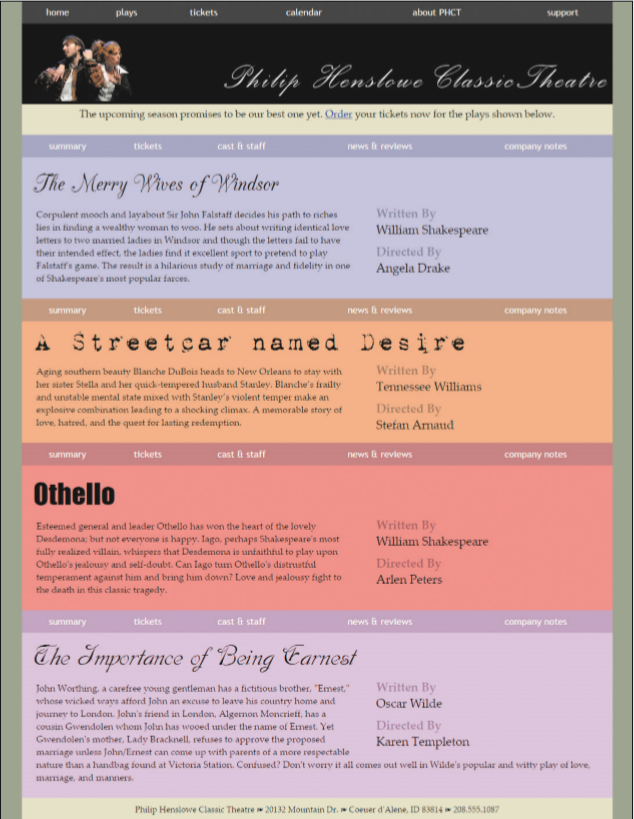 home plays tickets calendar about PHCT support
Philip Henslowe Classic Theatre
The upcoming season promises to be our best one yet. Order your tickets now for the plays shown below.
summary tickets cast & staff news & reviews company notes
The Merry Wives of Windsor
Corpulent mooch and layabout Sir John Falstaff decides his path to riches
lies in finding a wealthy woman to woo. He sets about writing identical love
letters to two married ladies in Windsor and though the letters fail to have
their intended effect, the ladies find it excellent sport to pretend to play
Falstaff's game. The result is a hilarious study of marriage and fidelity in one
of Shakespeare's most popular farces.
Written By
William Shakespeare
Directed By
Angela Drake
summary tickets cast & staff news & reviews company notes
A Streetcar named Desire
Aging southern beauty Blanche DuBois heads to New Orleans to stay with
her sister Stella and her quick-tempered husband Stanley. Blanche's frailty
and unstable mental state mixed with Stanley's violent temper make an
explosive combination leading to a shocking climax. A memorable story of
love, hatred, and the quest for lasting redemption.
Written By
Tennessee Williams
Directed By
Stefan Arnaud
summary tickets cast & staff news & reviews company notes
Othello
Esteemed general and leader Othello has won the heart of the lovely
Desdemona; but not everyone is happy. Iago, perhaps Shakespeare's most
fully realized villain, whispers that Desdemona is unfaithful to play upon
Othello's jealousy and self-doubt. Can Iago turn Othello's distrustful
temperament against him and bring him down? Love and jealousy fight to
the death in this classic tragedy.
Written By
William Shakespeare
Directed By
Arlen Peters
summary tickets cast & staff news & reviews company notes
The Importance of Being Earnest
John Worthing, a carefree young gentleman has a fictitious brother, "Ernest,"
whose wicked ways afford John an excuse to leave his country home and
journey to London. John's friend in London, Algernon Moncrieff, has a
cousin Gwendolen whom John has wooed under the name of Ernest. Yet
Gwendolen's mother, Lady Bracknell, refuses to approve the proposed
marriage unless John/Ernest can come up with parents of a more respectable
nature than a handbag found at Victoria Station. Confused? Don't worry it all comes out well in Wilde's popular and witty play of love,
marriage, and manners.
Written By
Oscar Wilde
Directed By
Karen Templeton
Philip Henslowe Classic Theatre ❧ 20132 Mountain Dr. ❧ Coeuer d'Alene, ID 83814 ❧ 208.555.1087